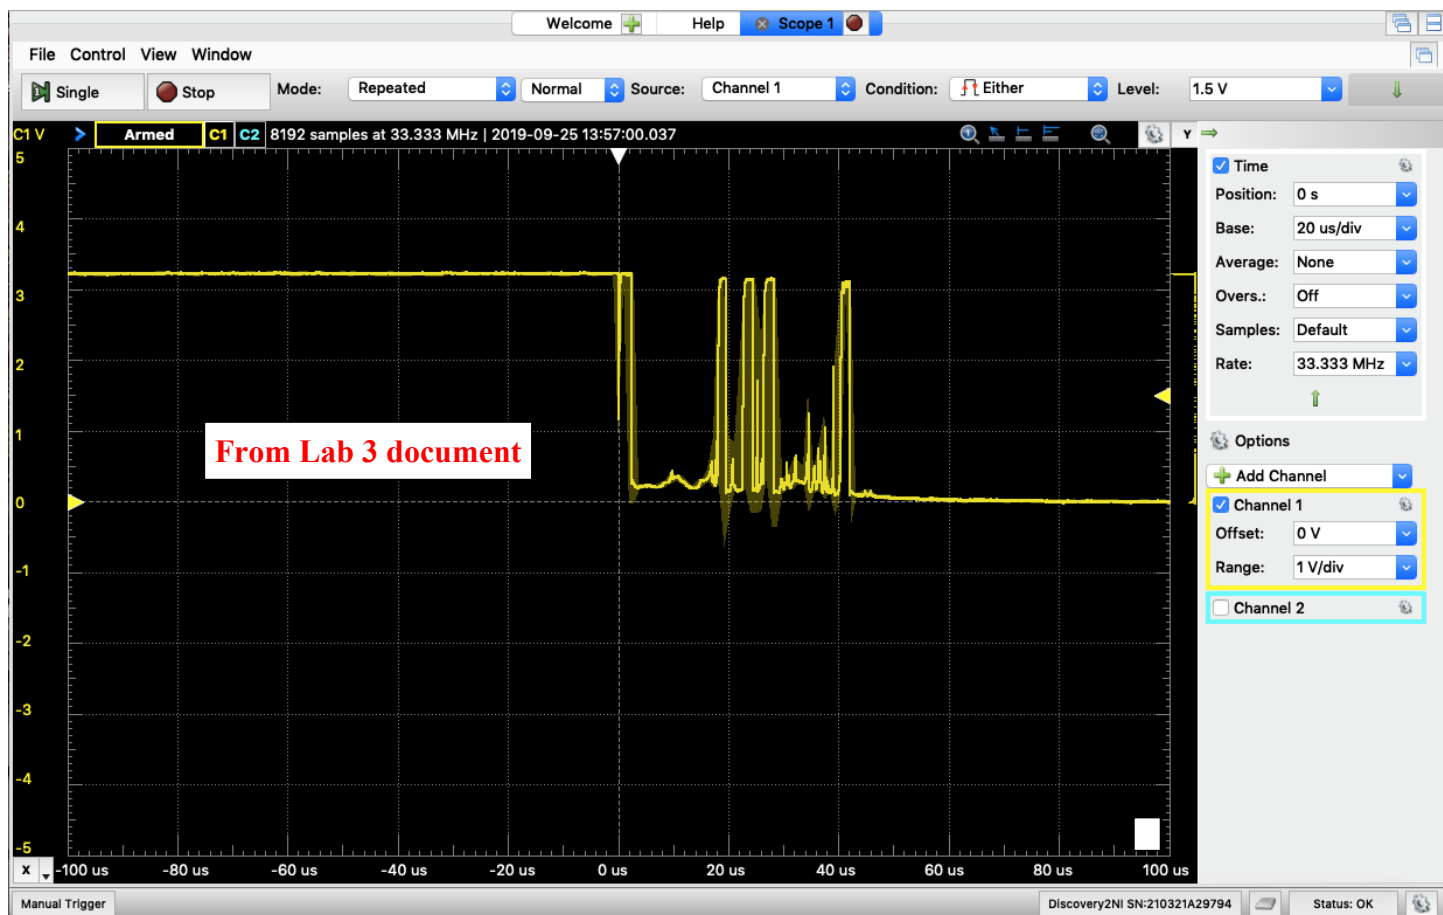 Welcome Help Scope 1
File Control View Window
Single Stop Mode: Repeated Normal Source: Channel 1 Condition: Either Level: 1.5 V
C1 V Armed C1 C2 8192 samples at 33.333 MHz | 2019-09-25 13:57:00.037 Y
5
4
3
2
1
0
-1
-2
-3
-4
-5
From Lab 3 document
Time
Position: 0 s
Base: 20 us/div
Average: None
Overs.: Off
Samples: Default
Rate: 33.333 MHz
Options
Add Channel
Channel 1
Offset: 0 V
Range: 1 V/div
Channel 2
X -100 us -80 us -60 us -40 us -20 us 0 us 20 us 40 us 60 us 80 us 100 us
Manual Trigger Discovery2NI SN:210321A29794 Status: OK